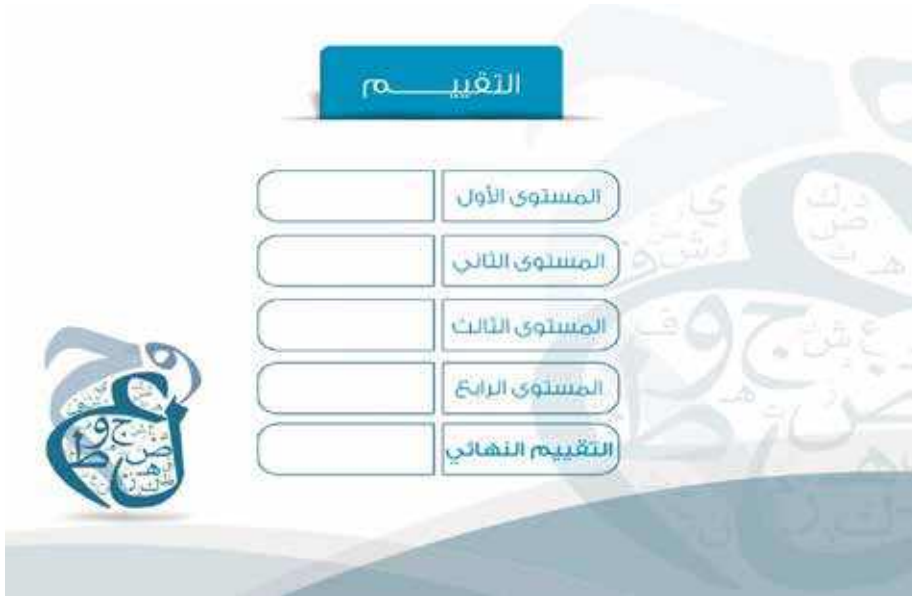 التقييـــــم
المستوى الأول
المستوى الثاني
المستوى الثالث
المستوى الرابع
التقييم النهائي